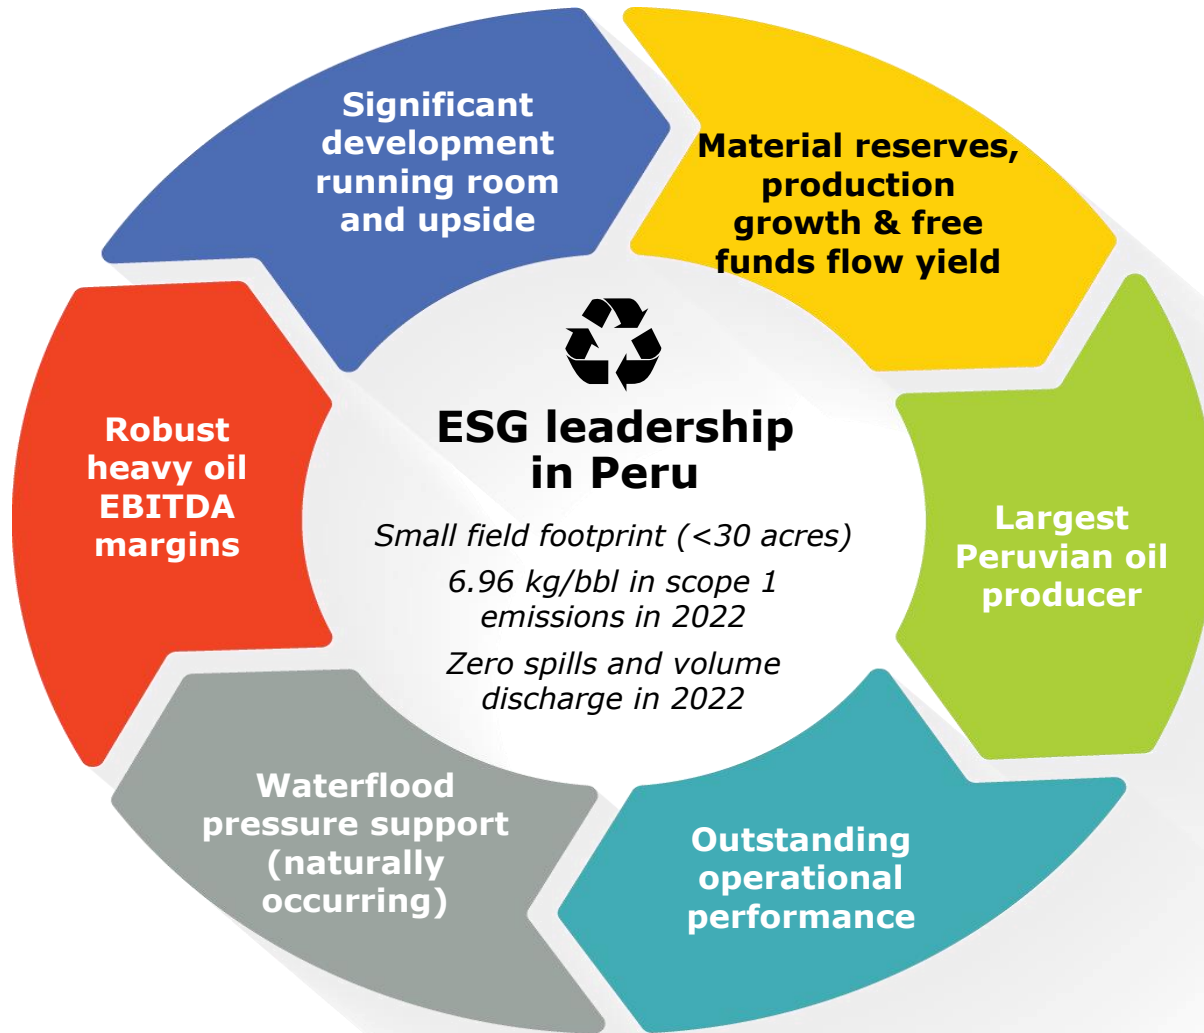 Significant
development
running room
and upside
Material reserves,
production
growth & free
funds flow yield
Largest
Peruvian oil
producer
Outstanding
operational
performance
Waterflood
pressure support
(naturally
occurring)
Robust
heavy oil
EBITDA
margins
ESG leadership
in Peru
Small field footprint (<30 acres)
6.96 kg/bbl in scope 1
emissions in 2022
Zero spills and volume
discharge in 2022